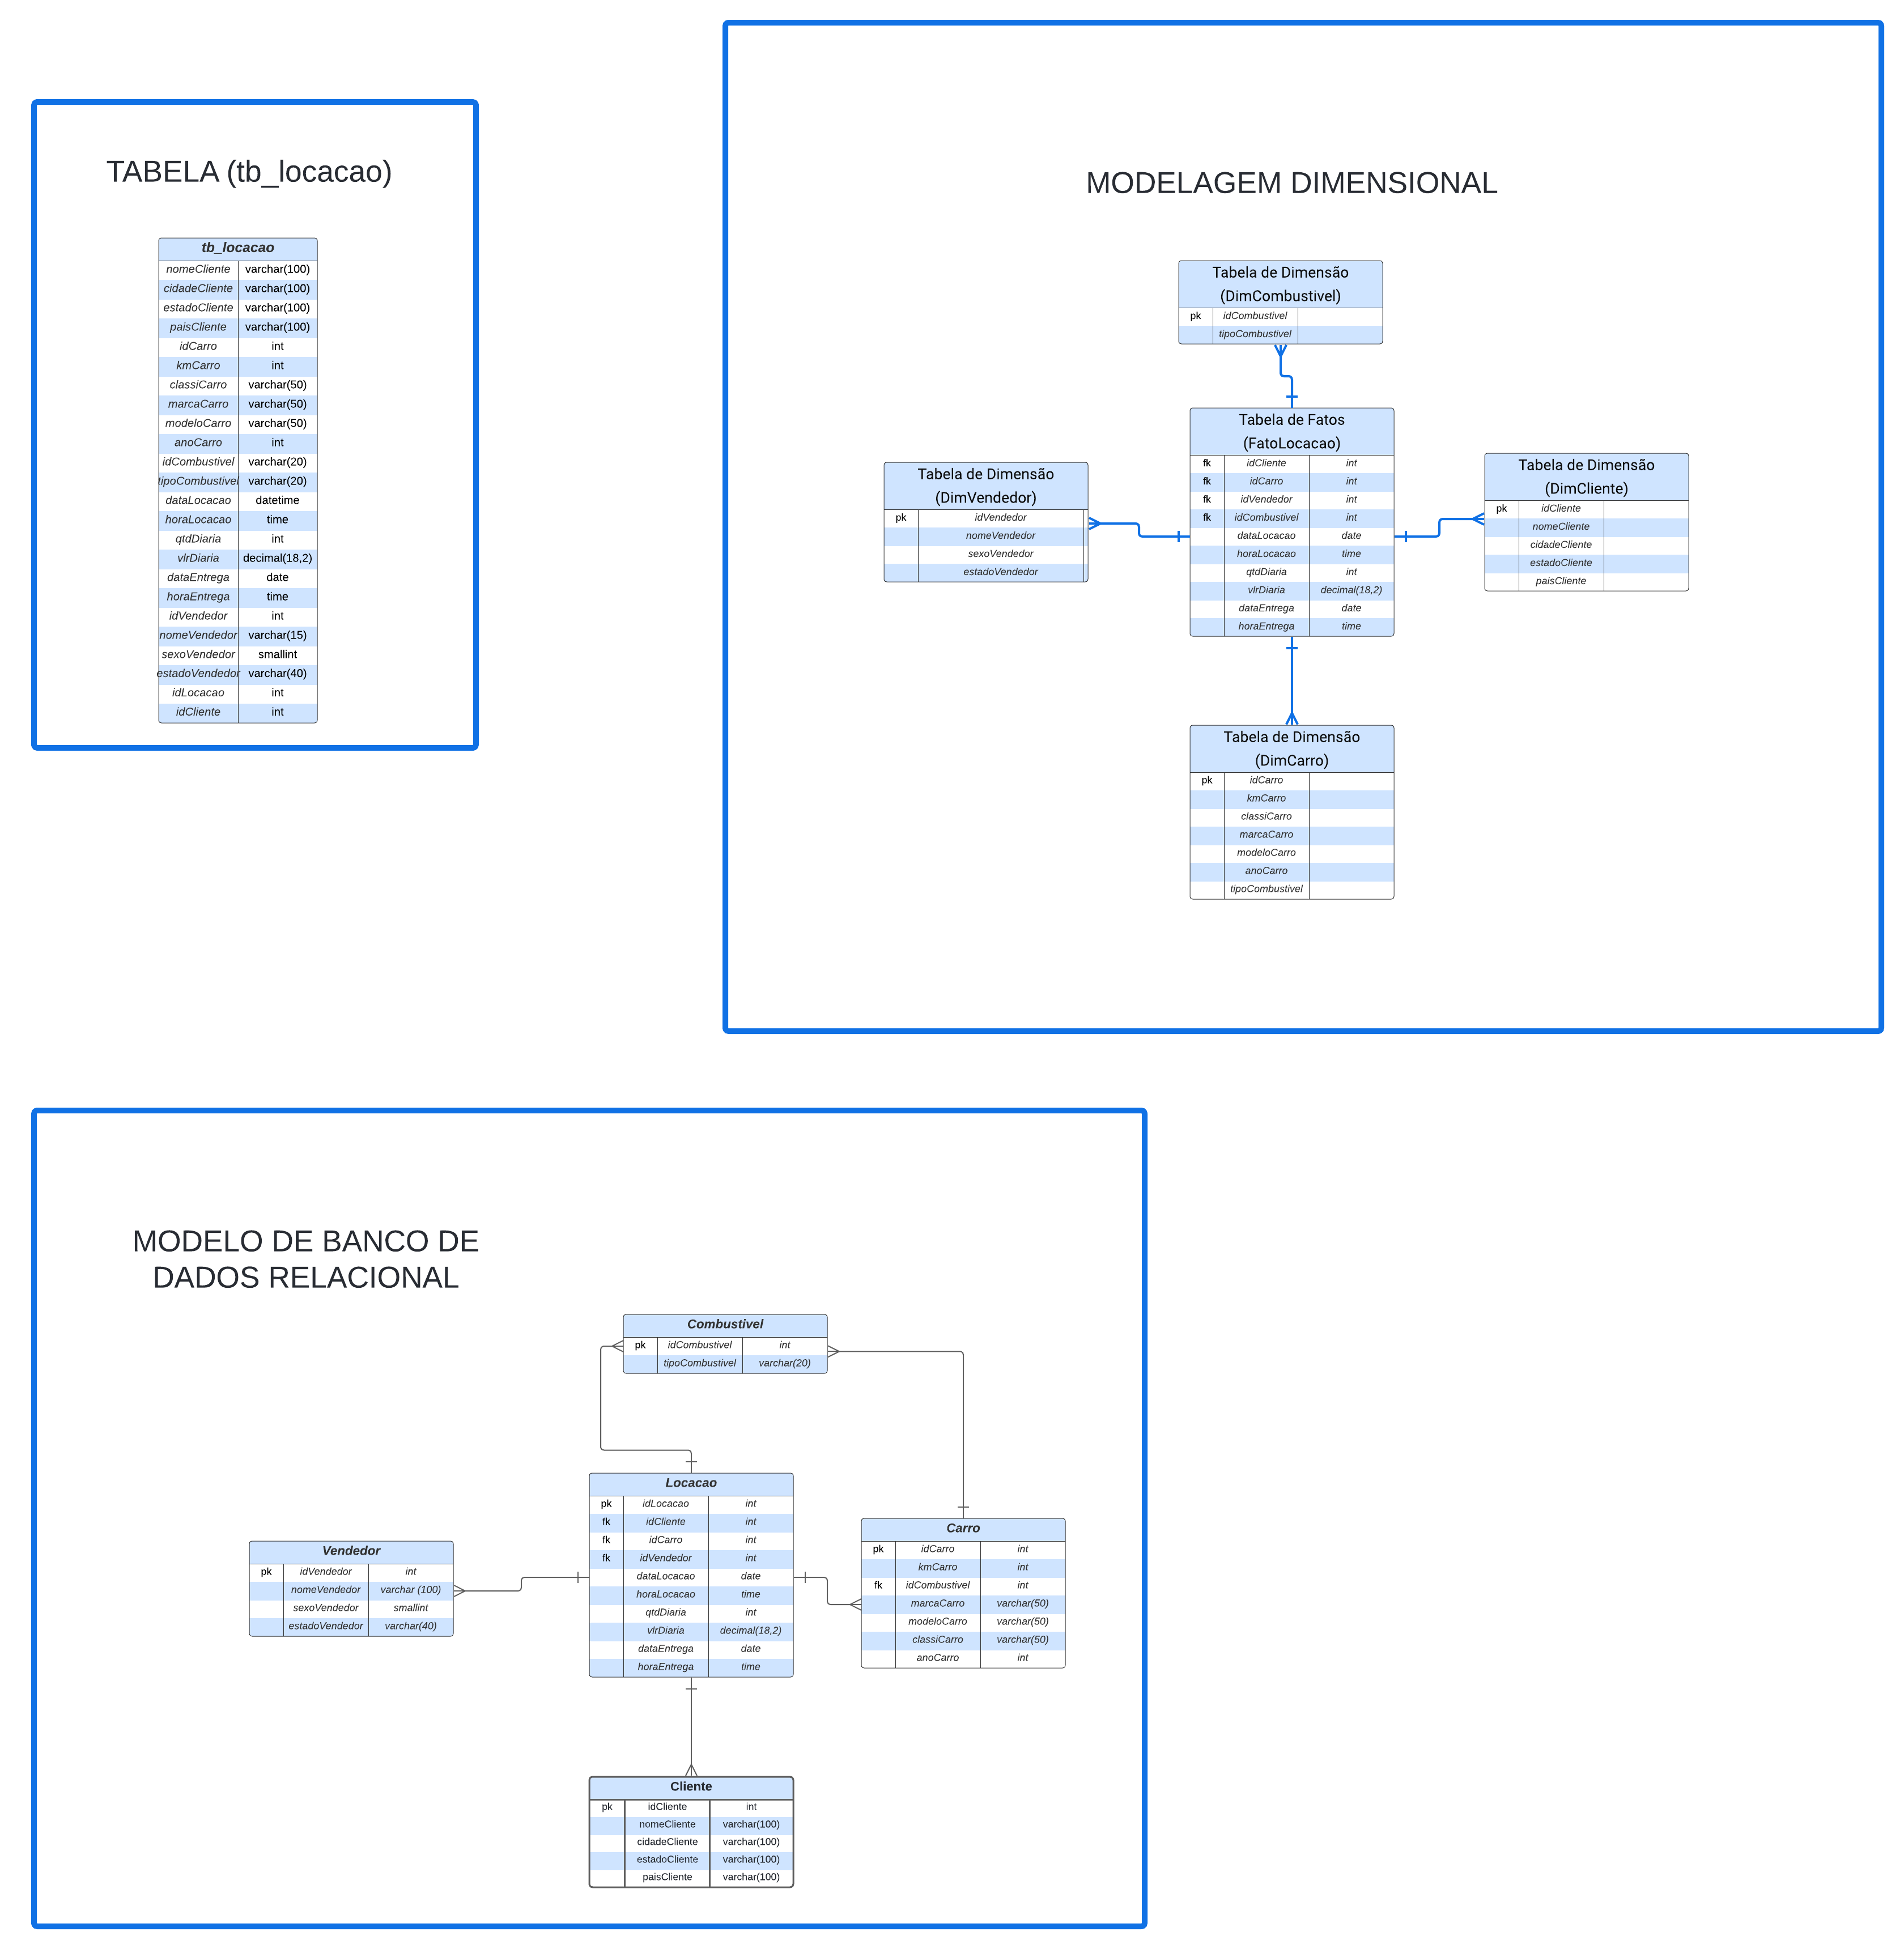 TABELA (tb_locacao)
tb_locacao
nomeCliente varchar(100)
cidadeCliente varchar(100)
estadoCliente varchar(100)
paisCliente varchar(100)
idCarro int
kmCarro int
classiCarro varchar(50)
marcaCarro varchar(50)
modeloCarro varchar(50)
anoCarro int
idCombustivel varchar(20)
tipoCombustivel varchar(20)
dataLocacao datetime
horaLocacao time
qtdDiaria int
vlrDiaria decimal(18,2)
dataEntrega date
horaEntrega time
idVendedor int
nomeVendedor varchar(15)
sexoVendedor smallint
estadoVendedor varchar(40)
idLocacao int
idCliente int
MODELAGEM DIMENSIONAL
Tabela de Dimensão
(DimCombustivel)
pk idCombustivel
tipoCombustivel
Tabela de Fatos
(FatoLocacao)
fk idCliente int
fk idCarro int
fk idVendedor int
fk idCombustivel int
dataLocacao date
horaLocacao time
qtdDiaria int
vlrDiaria decimal(18,2)
dataEntrega date
horaEntrega time
Tabela de Dimensão
(DimVendedor)
pk idVendedor
nomeVendedor
sexoVendedor
estadoVendedor
Tabela de Dimensão
(DimCliente)
pk idCliente
nomeCliente
cidadeCliente
estadoCliente
paisCliente
Tabela de Dimensão
(DimCarro)
pk idCarro
kmCarro
classiCarro
marcaCarro
modeloCarro
anoCarro
tipoCombustivel
MODELO DE BANCO DE
DADOS RELACIONAL
Combustivel
pk idCombustivel int
tipoCombustivel varchar(20)
Locacao
pk idLocacao int
fk idCliente int
fk idCarro int
fk idVendedor int
dataLocacao date
horaLocacao time
qtdDiaria int
vlrDiaria decimal(18,2)
dataEntrega date
horaEntrega time
Vendedor
pk idVendedor int
nomeVendedor varchar (100)
sexoVendedor smallint
estadoVendedor varchar(40)
Carro
pk idCarro int
kmCarro int
fk idCombustivel int
marcaCarro varchar(50)
modeloCarro varchar(50)
classiCarro varchar(50)
anoCarro int
Cliente
pk idCliente int
nomeCliente varchar(100)
cidadeCliente varchar(100)
estadoCliente varchar(100)
paisCliente varchar(100)